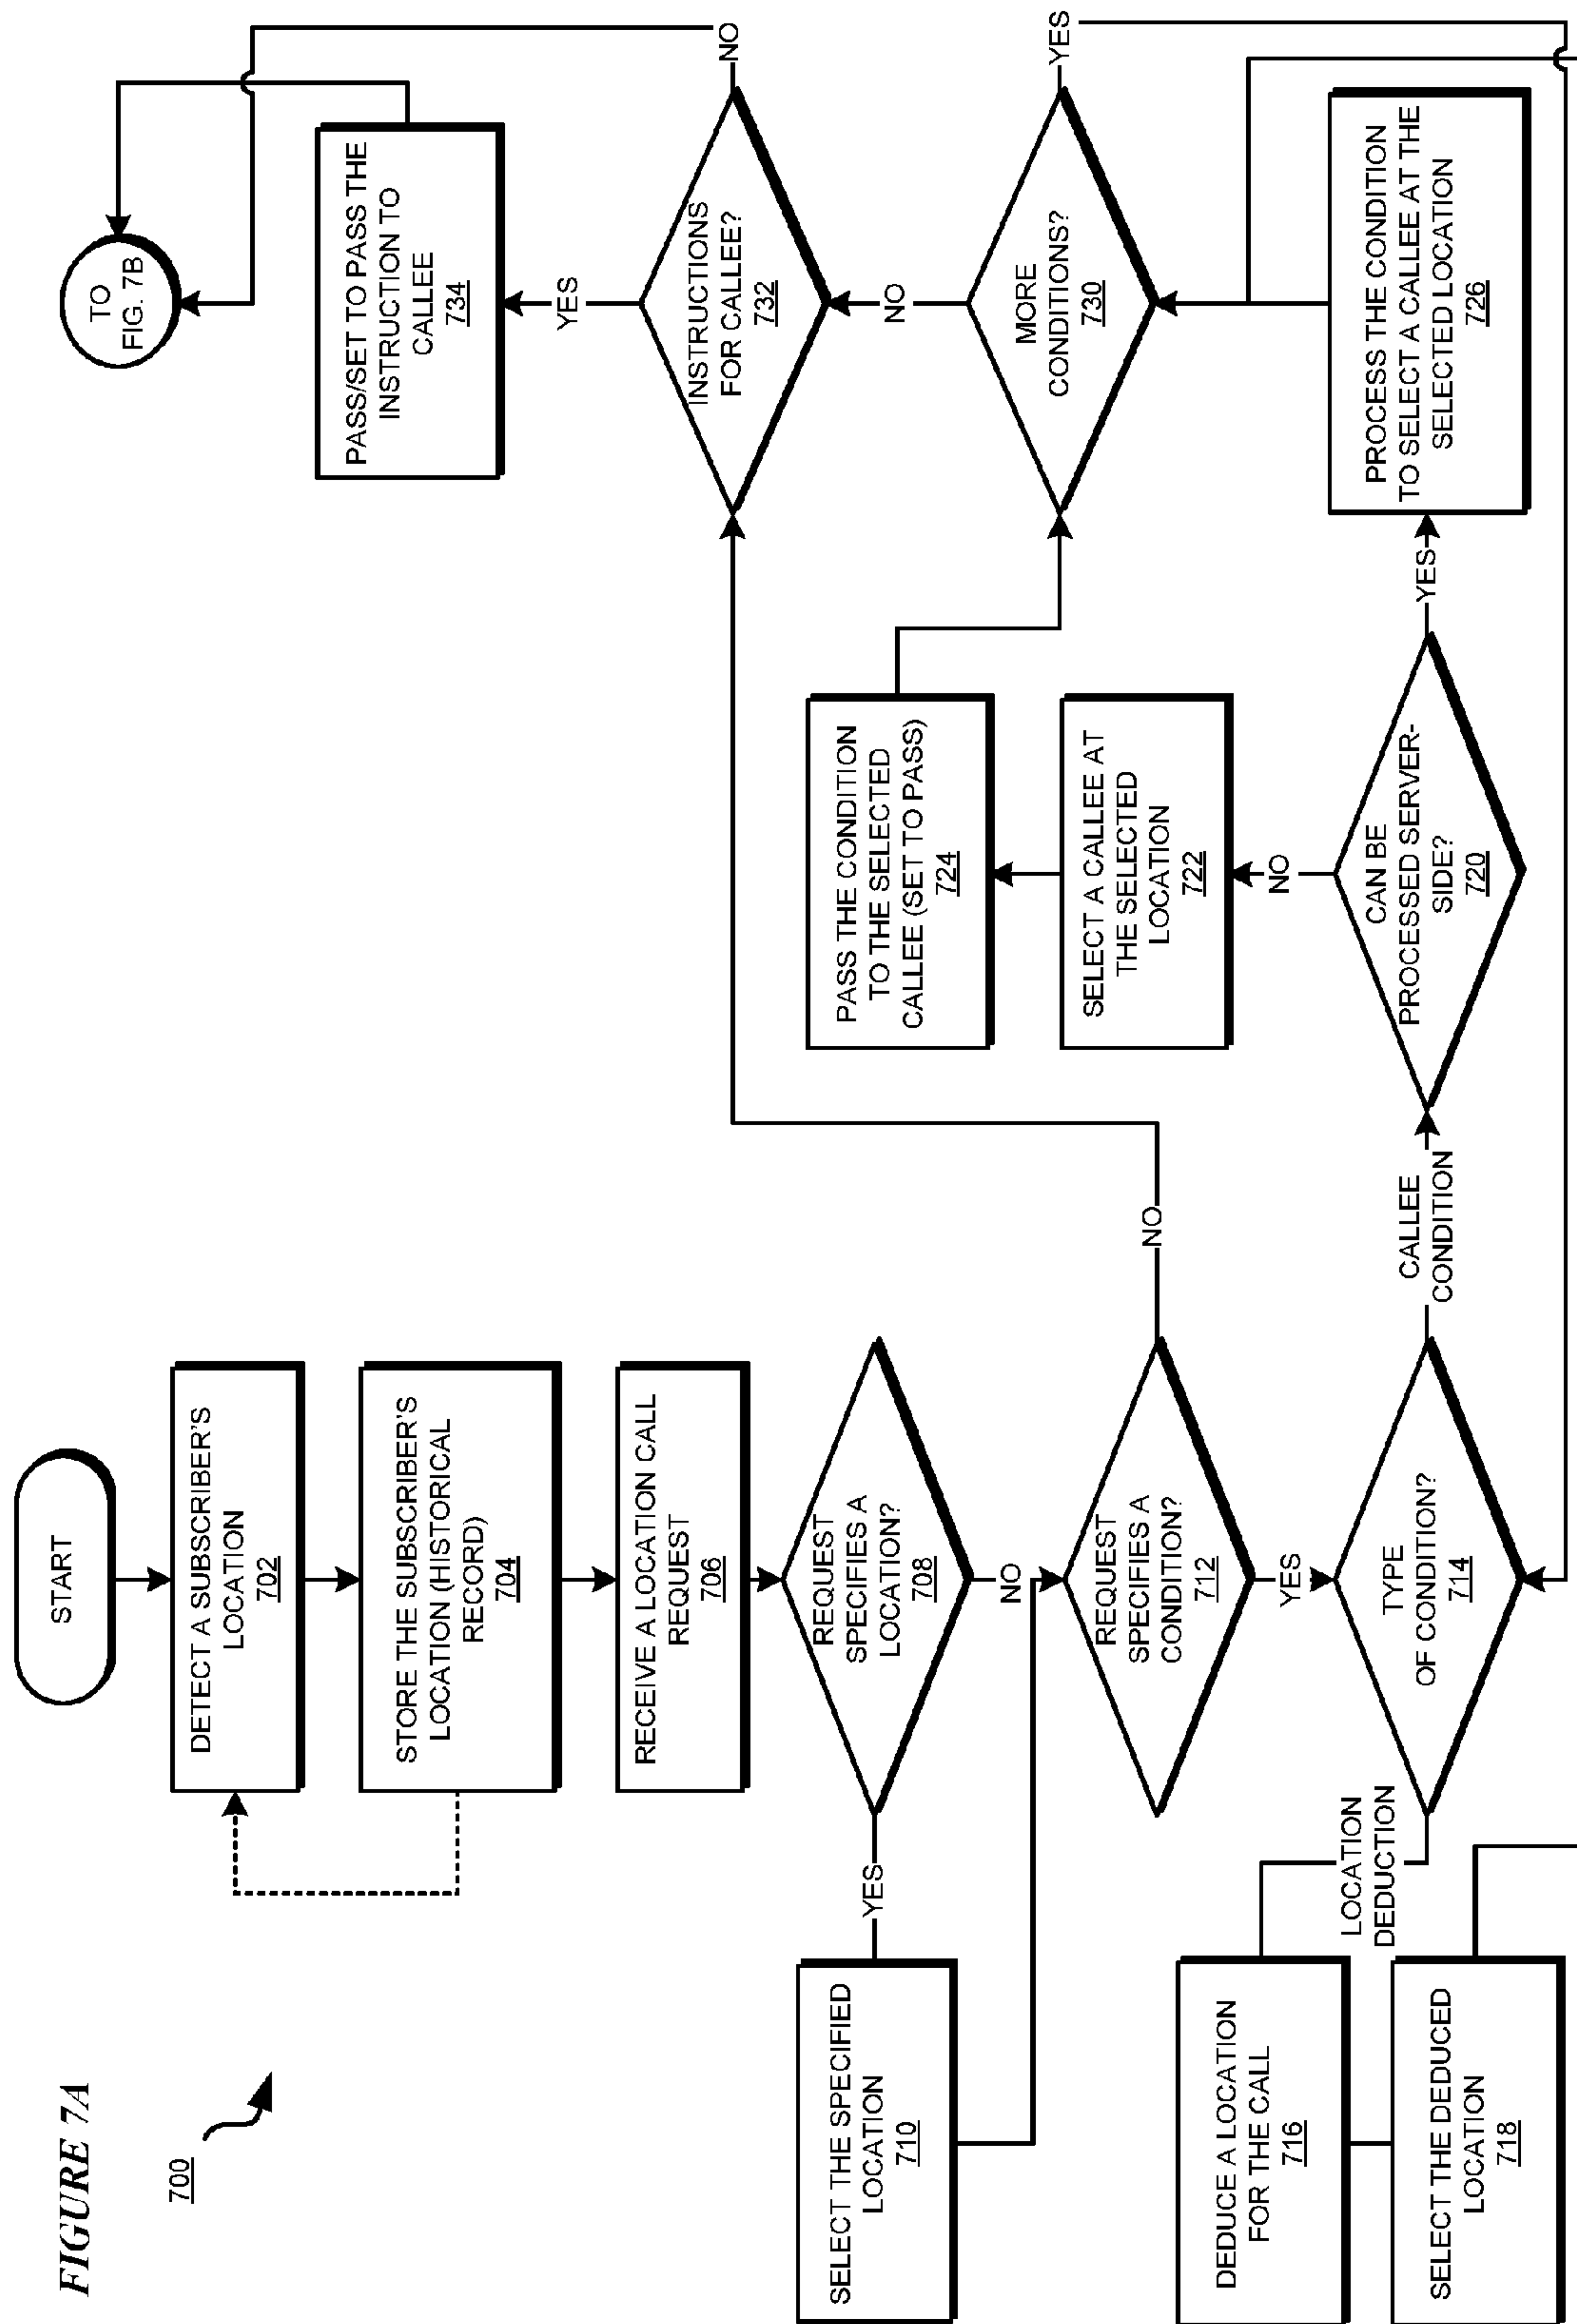 FIGURE 7A
700
START
DETECT A SUBSCRIBER'S
LOCATION
702
STORE THE SUBSCRIBER'S
LOCATION (HISTORICAL
RECORD)
704
RECEIVE A LOCATION CALL
REQUEST
706
REQUEST
SPECIFIES A
LOCATION?
708
YES
NO
SELECT THE SPECIFIED
LOCATION
710
REQUEST
SPECIFIES A
CONDITION?
712
NO
YES
TYPE
OF CONDITION?
714
LOCATION
DEDUCTION
CALLEE
CONDITION
DEDUCE A LOCATION
FOR THE CALL
716
SELECT THE DEDUCED
LOCATION
718
CAN BE
PROCESSED SERVER-
SIDE?
720
NO
YES
SELECT A CALLEE AT
THE SELECTED
LOCATION
722
PASS THE CONDITION
TO THE SELECTED
CALLEE (SET TO PASS)
724
PROCESS THE CONDITION
TO SELECT A CALLEE AT THE
SELECTED LOCATION
726
MORE
CONDITIONS?
730
YES
NO
INSTRUCTIONS
FOR CALLEE?
732
NO
YES
PASS/SET TO PASS THE
INSTRUCTION TO
CALLEE
734
TO
FIG. 7B